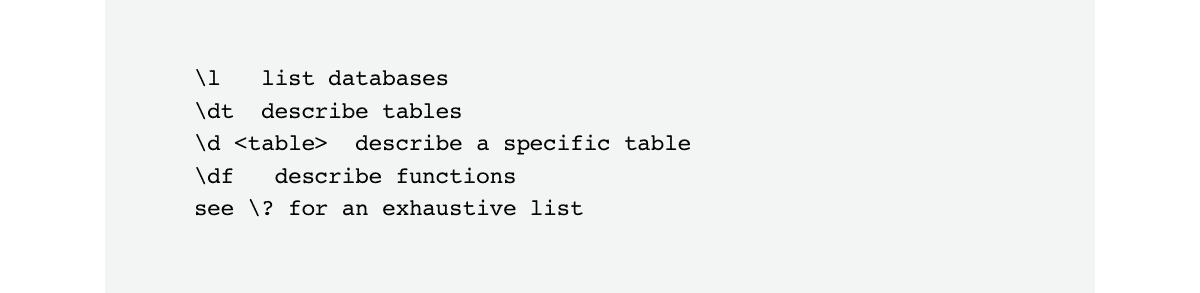 \l   list databases
\dt  describe tables
\d <table>  describe a specific table
\df   describe functions
see \? for an exhaustive list